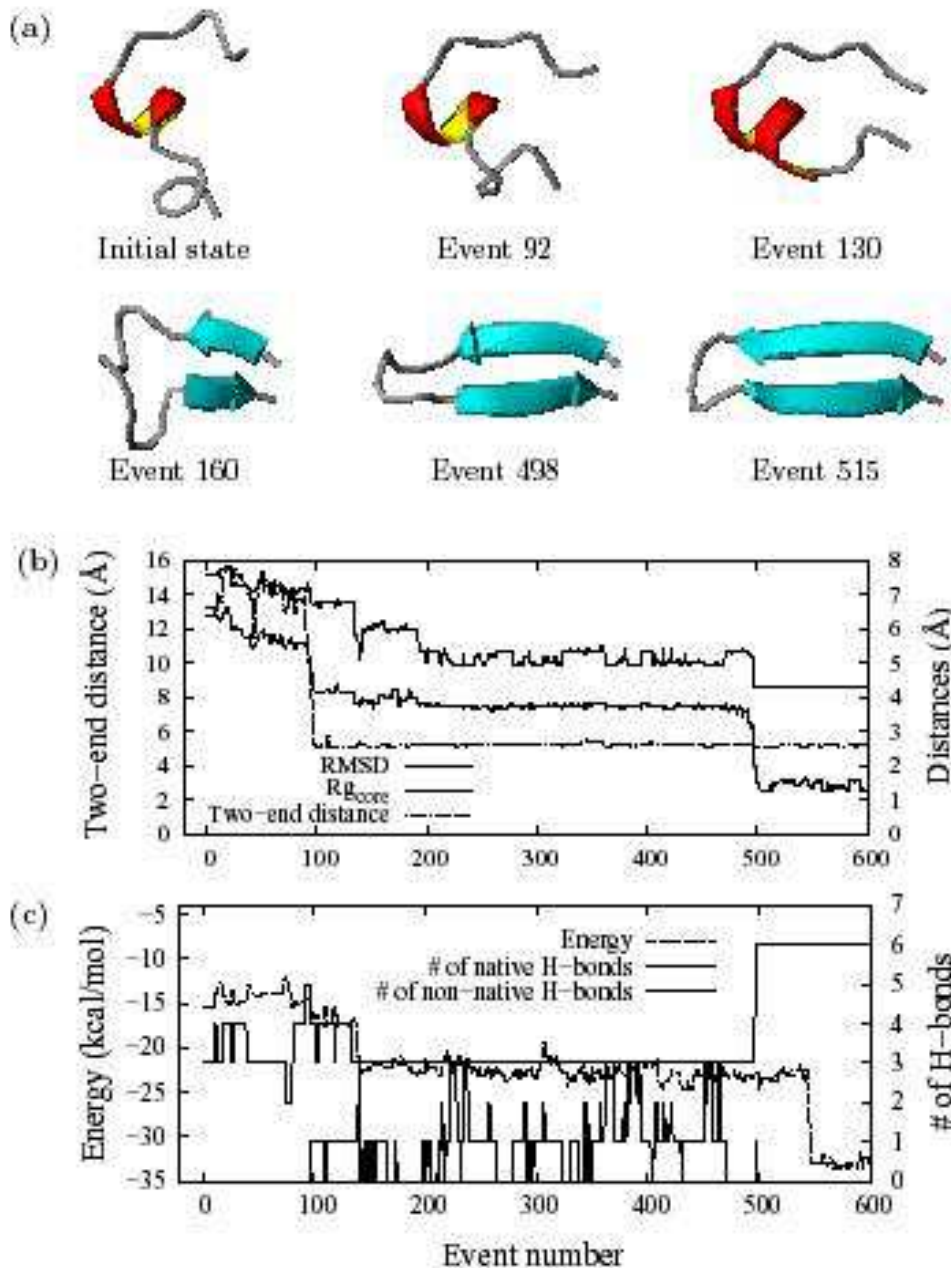 (a)
Initial state Event 92 Event 130
Event 160 Event 498 Event 515
(b)
Two-end distance (Å)
16
14
12
10
8
6
4
2
0
RMSD
Rgcore
Two-end distance
8
7
6
5
4
3
2
1
0
Distances (Å)
0 100 200 300 400 500 600
(c)
Energy (kcal/mol)
-5
-10
-15
-20
-25
-30
-35
Energy
# of native H-bonds
# of non-native H-bonds
7
6
5
4
3
2
1
0
# of H-bonds
0 100 200 300 400 500 600
Event number